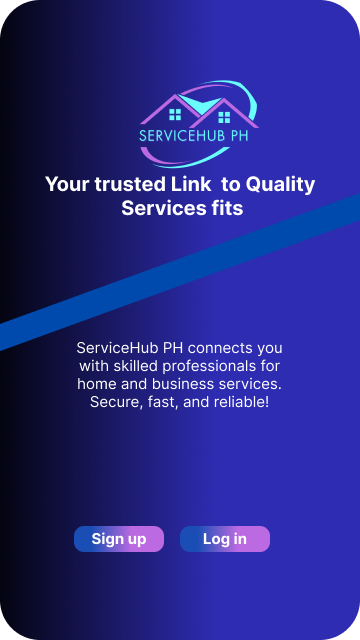 SERVICEHUB PH
Your trusted Link  to Quality
Services fits
ServiceHub PH connects you
with skilled professionals for
home and business services.
Secure, fast, and reliable!
Sign up
Log in